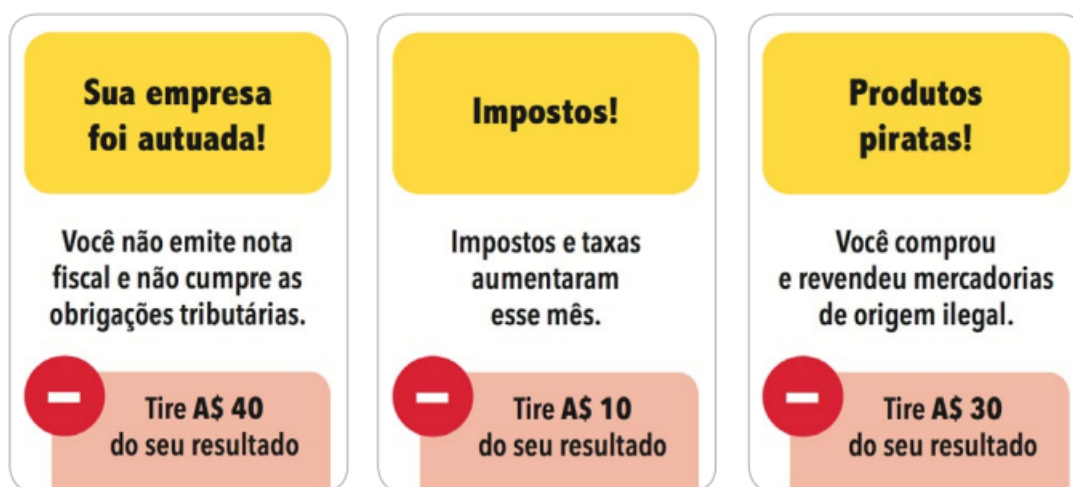 Sua empresa
foi autuada!
Você não emite nota
fiscal e não cumpre as
obrigações tributárias.
Tire A$ 40
do seu resultado
Impostos!
Impostos e taxas
aumentaram
esse mês.
Tire A$ 10
do seu resultado
Produtos
piratas!
Você comprou
e revendeu mercadorias
de origem ilegal.
Tire A$ 30
do seu resultado